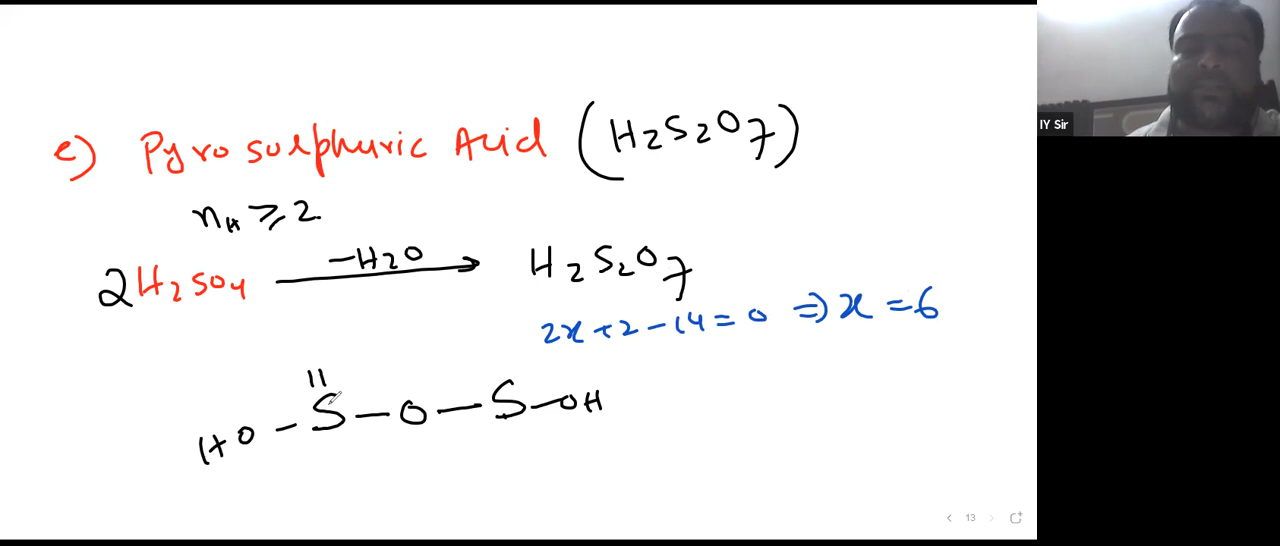 e) Pyrosulphuric Acid (H2S2O7)
nH ≥ 2
2H2SO4 —H2O→ H2S2O7
2x + 2 - 14 = 0 ⇒ x = 6
HO - S - O - S - OH
IY Sir
13